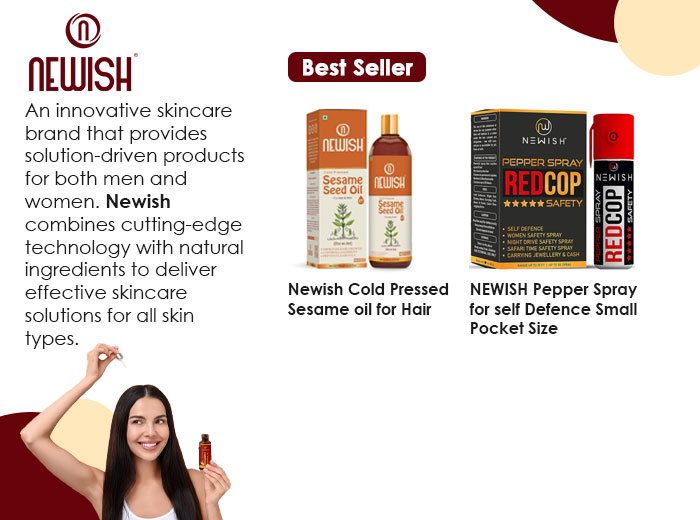 NEWISH®
An innovative skincare
brand that provides
solution-driven products
for both men and
women. Newish
combines cutting-edge
technology with natural
ingredients to deliver
effective skincare
solutions for all skin
types.
Best Seller
NEWISH
Cold Pressed
Sesame
Seed Oil
NEWISH
Sesame
Seed Oil
NEWISH
PEPPER SPRAY
REDCOP
SAFETY
• SELF DEFENCE
• WOMEN SAFETY SPRAY
• NIGHT DRIVE SAFETY SPRAY
• SAFARI TIME SAFETY SPRAY
• CARRYING JEWELLERY & CASH
NEWISH
PEPPER SPRAY
REDCOP
SAFETY
Newish Cold Pressed
Sesame oil for Hair
NEWISH Pepper Spray
for self Defence Small
Pocket Size